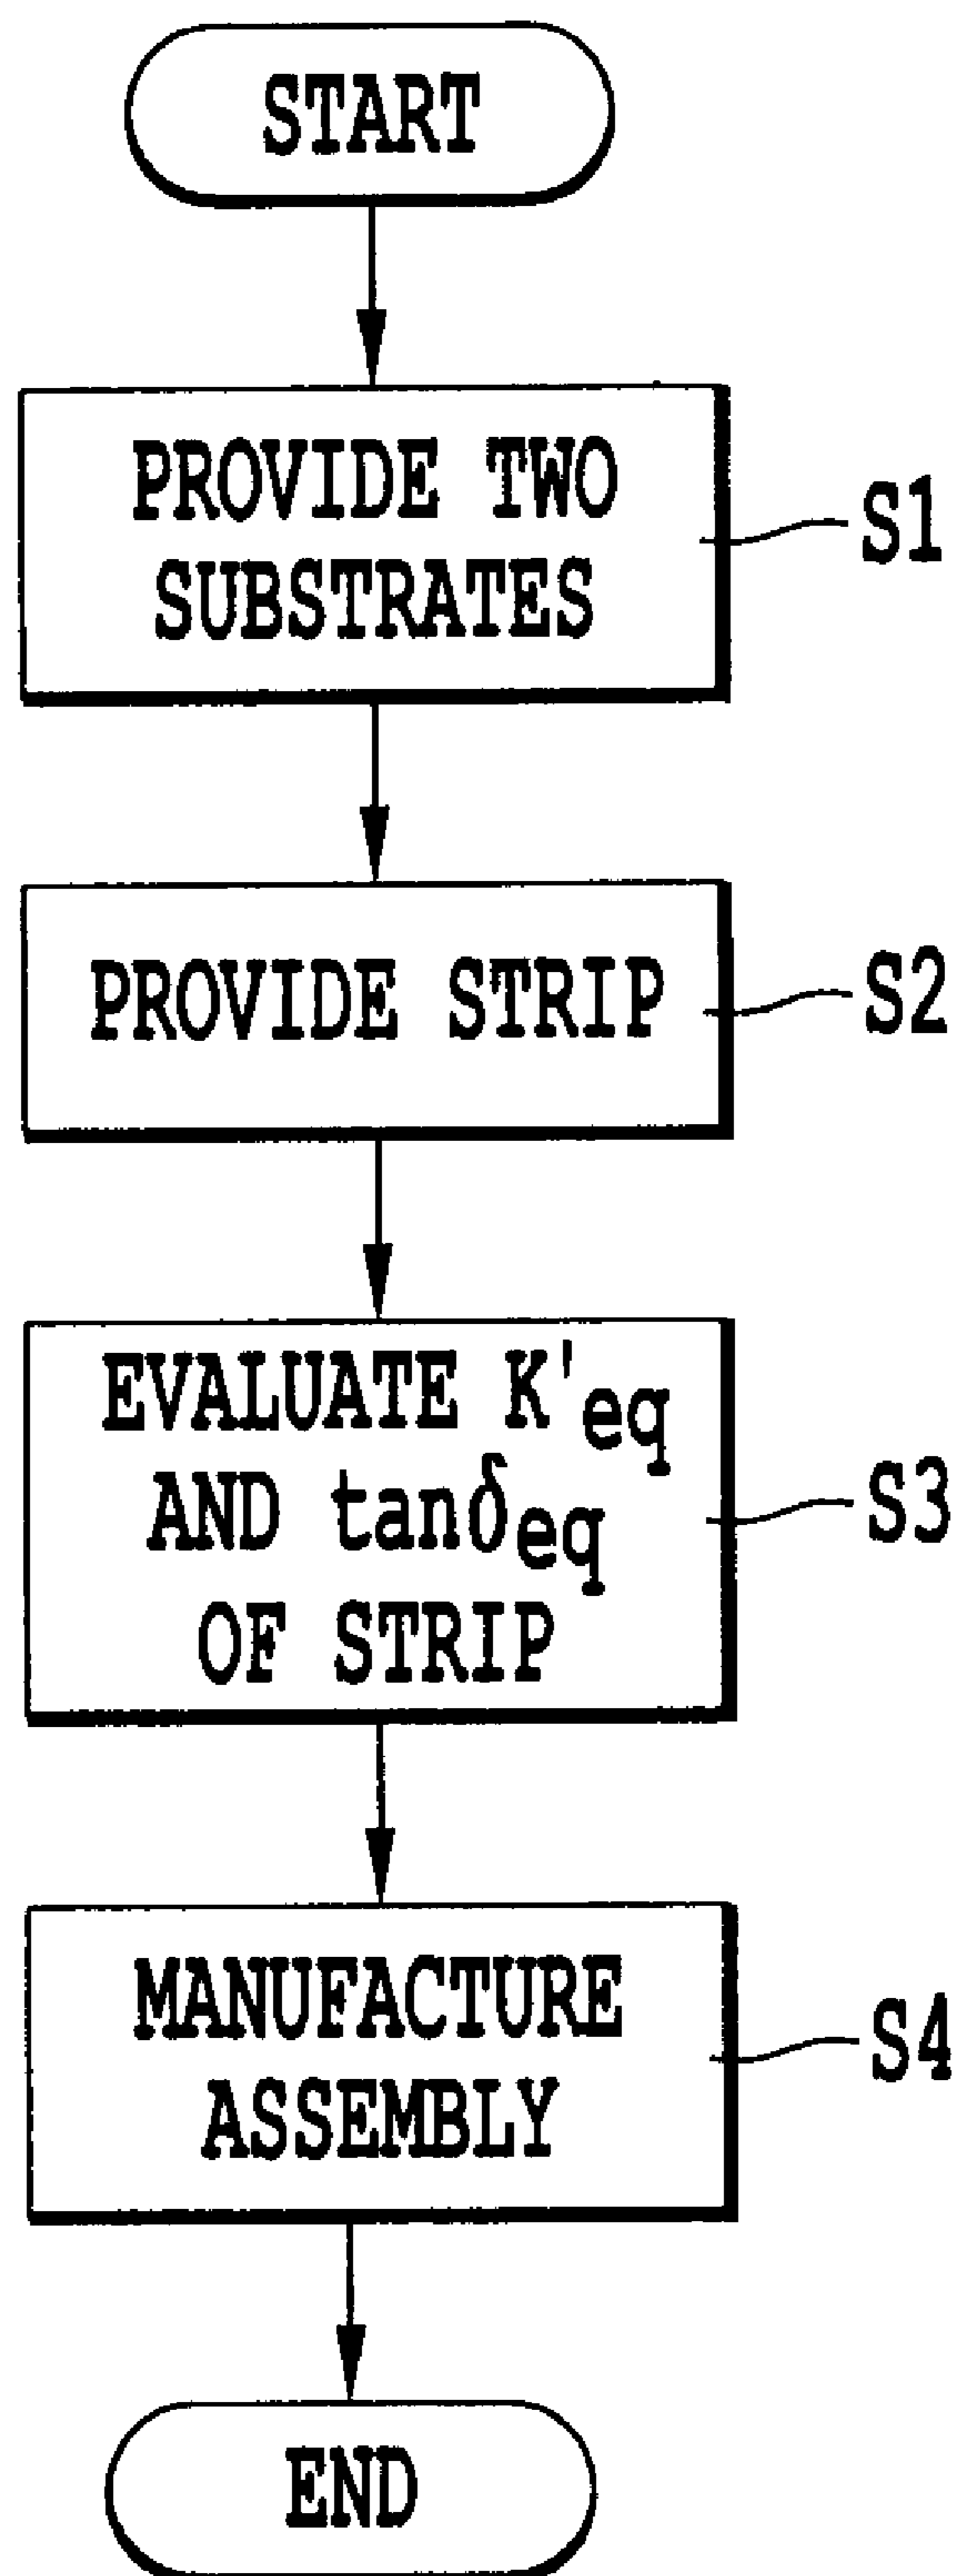 START
PROVIDE TWO
SUBSTRATES
S1
PROVIDE STRIP
S2
EVALUATE K'eq
AND tanδeq
OF STRIP
S3
MANUFACTURE
ASSEMBLY
S4
END